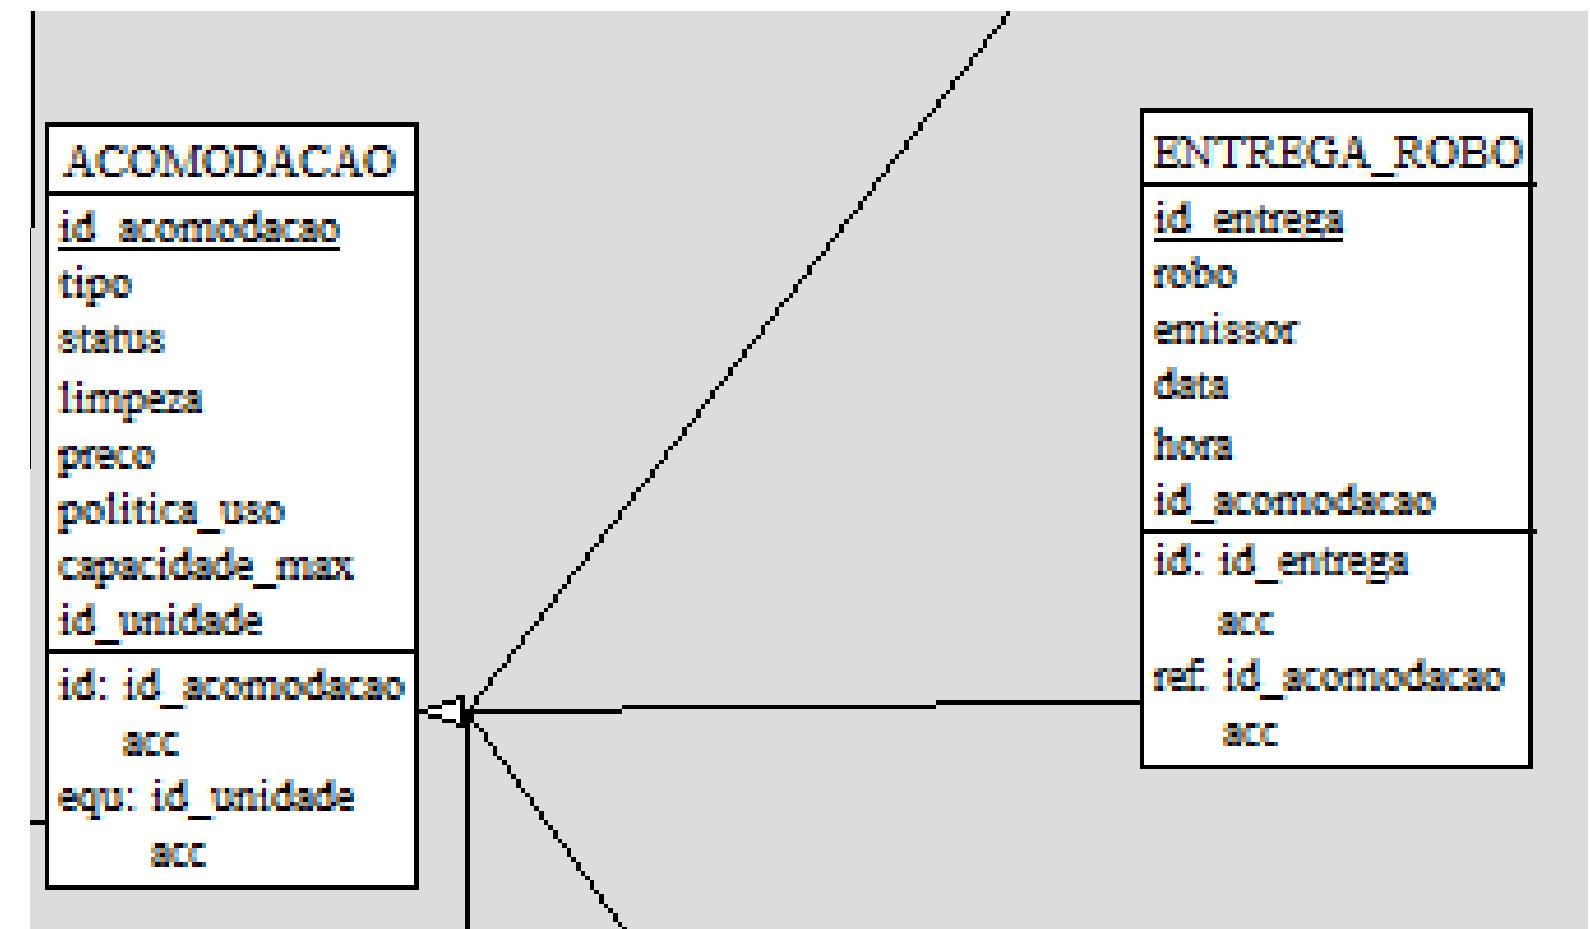 ACOMODACAO
id_acomodacao
tipo
status
limpeza
preco
politica_uso
capacidade_max
id_unidade
id: id_acomodacao
acc
equ: id_unidade
acc
ENTREGA_ROBO
id_entrega
robo
emissor
data
hora
id_acomodacao
id: id_entrega
acc
ref: id_acomodacao
acc